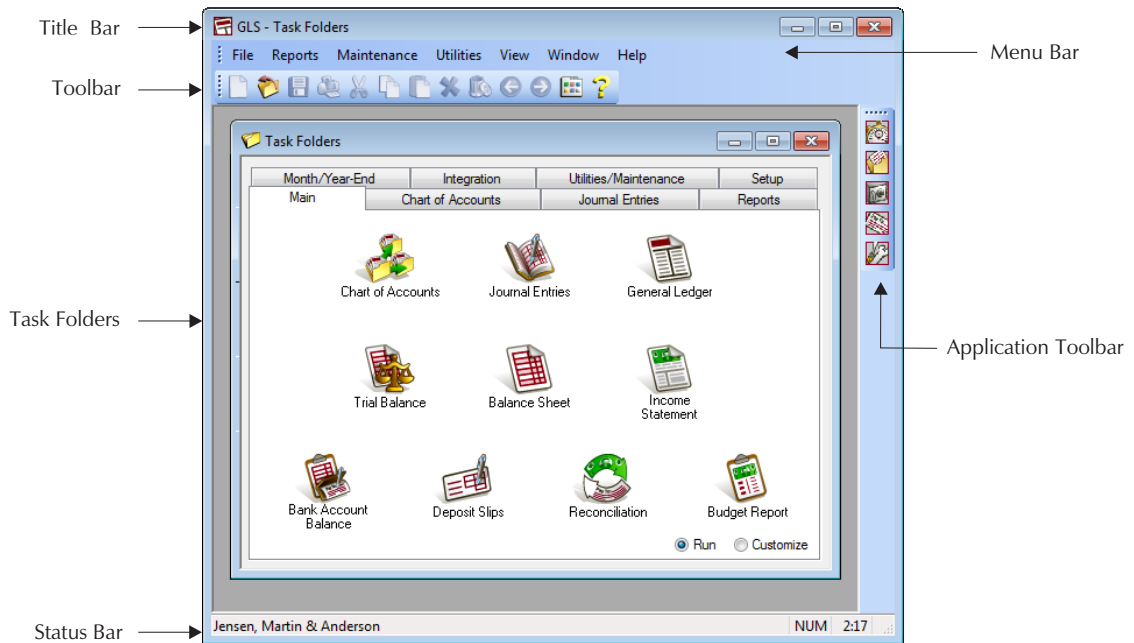 Title Bar
GLS - Task Folders
File Reports Maintenance Utilities View Window Help
Menu Bar
Toolbar
Task Folders
Month/Year-End Integration Utilities/Maintenance Setup
Main Chart of Accounts Journal Entries Reports
Chart of Accounts Journal Entries General Ledger
Task Folders
Application Toolbar
Trial Balance Balance Sheet Income
Statement
Bank Account Deposit Slips Reconciliation Budget Report
Balance
Run Customize
Status Bar
Jensen, Martin & Anderson NUM 2:17